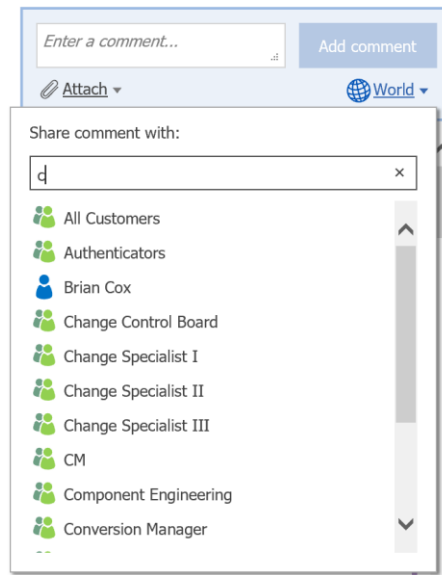 Enter a comment...
Add comment
Attach
World
Share comment with:
c
All Customers
Authenticators
Brian Cox
Change Control Board
Change Specialist I
Change Specialist II
Change Specialist III
CM
Component Engineering
Conversion Manager